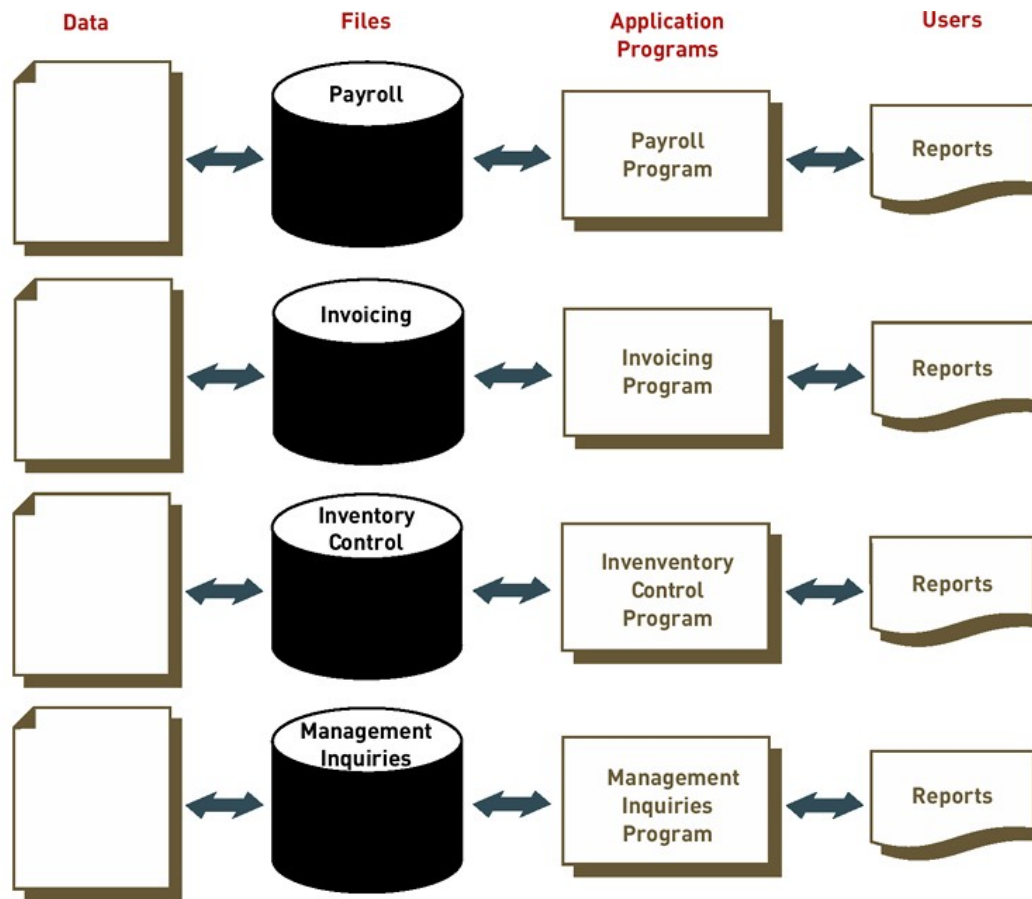 Data
Files
Application
Programs
Users
Payroll
Payroll
Program
Reports
Invoicing
Invoicing
Program
Reports
Inventory
Control
Invenventory
Control
Program
Reports
Management
Inquiries
Management
Inquiries
Program
Reports